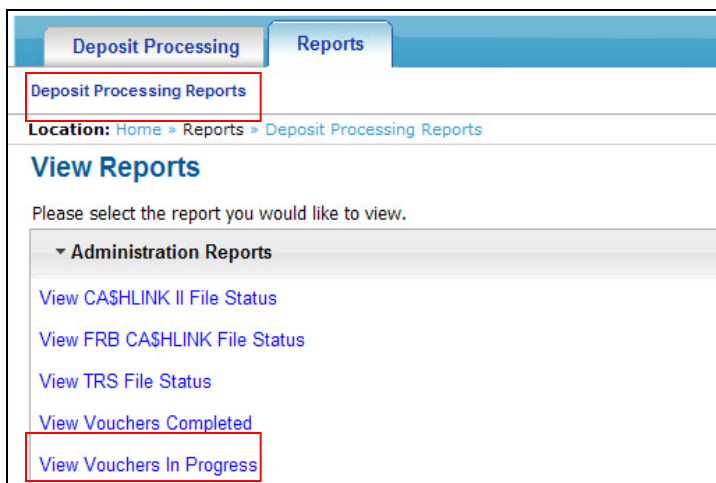 Deposit Processing Reports
Deposit Processing Reports
Location: Home » Reports » Deposit Processing Reports
View Reports
Please select the report you would like to view.
Administration Reports
View CA$HLINK II File Status
View FRB CA$HLINK File Status
View TRS File Status
View Vouchers Completed
View Vouchers In Progress